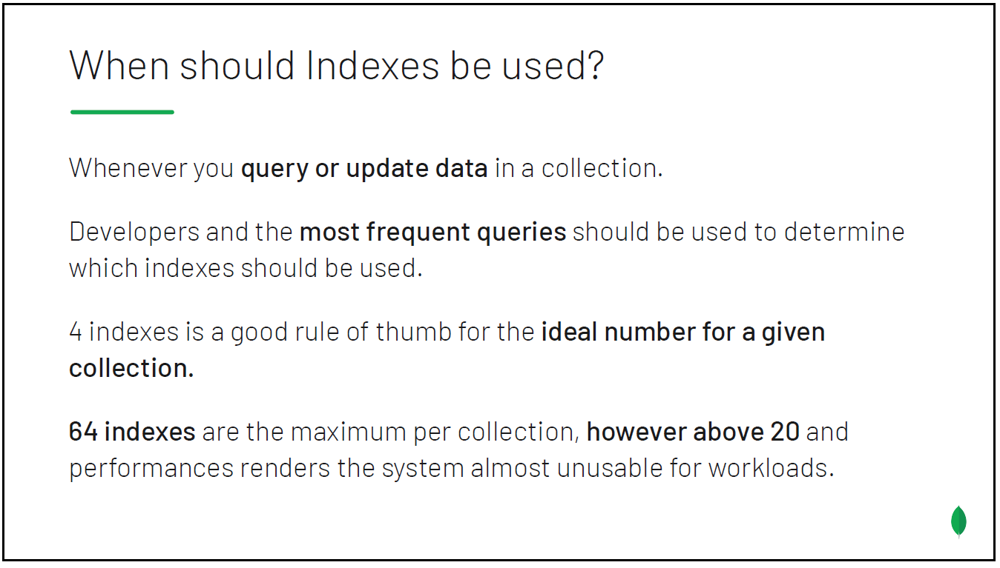 When should Indexes be used?
Whenever you query or update data in a collection.
Developers and the most frequent queries should be used to determine
which indexes should be used.
4 indexes is a good rule of thumb for the ideal number for a given
collection.
64 indexes are the maximum per collection, however above 20 and
performances renders the system almost unusable for workloads.